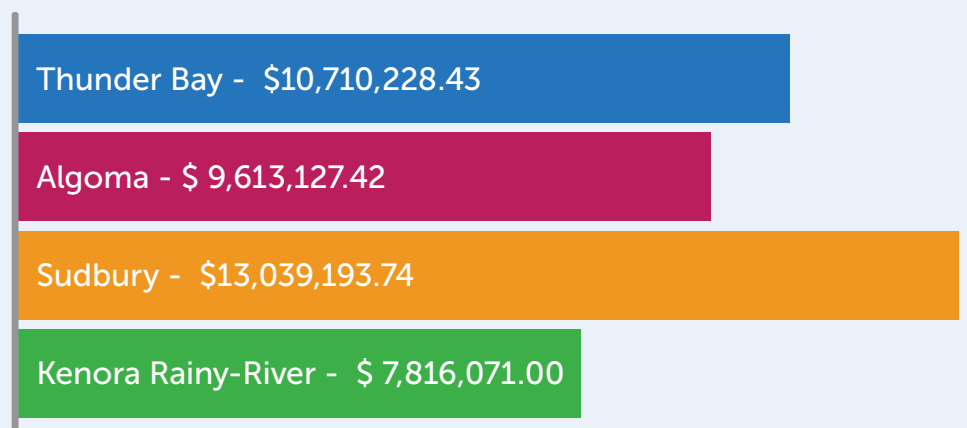 Thunder Bay -  $10,710,228.43
Algoma - $ 9,613,127.42
Sudbury -  $13,039,193.74
Kenora Rainy-River -  $ 7,816,071.00